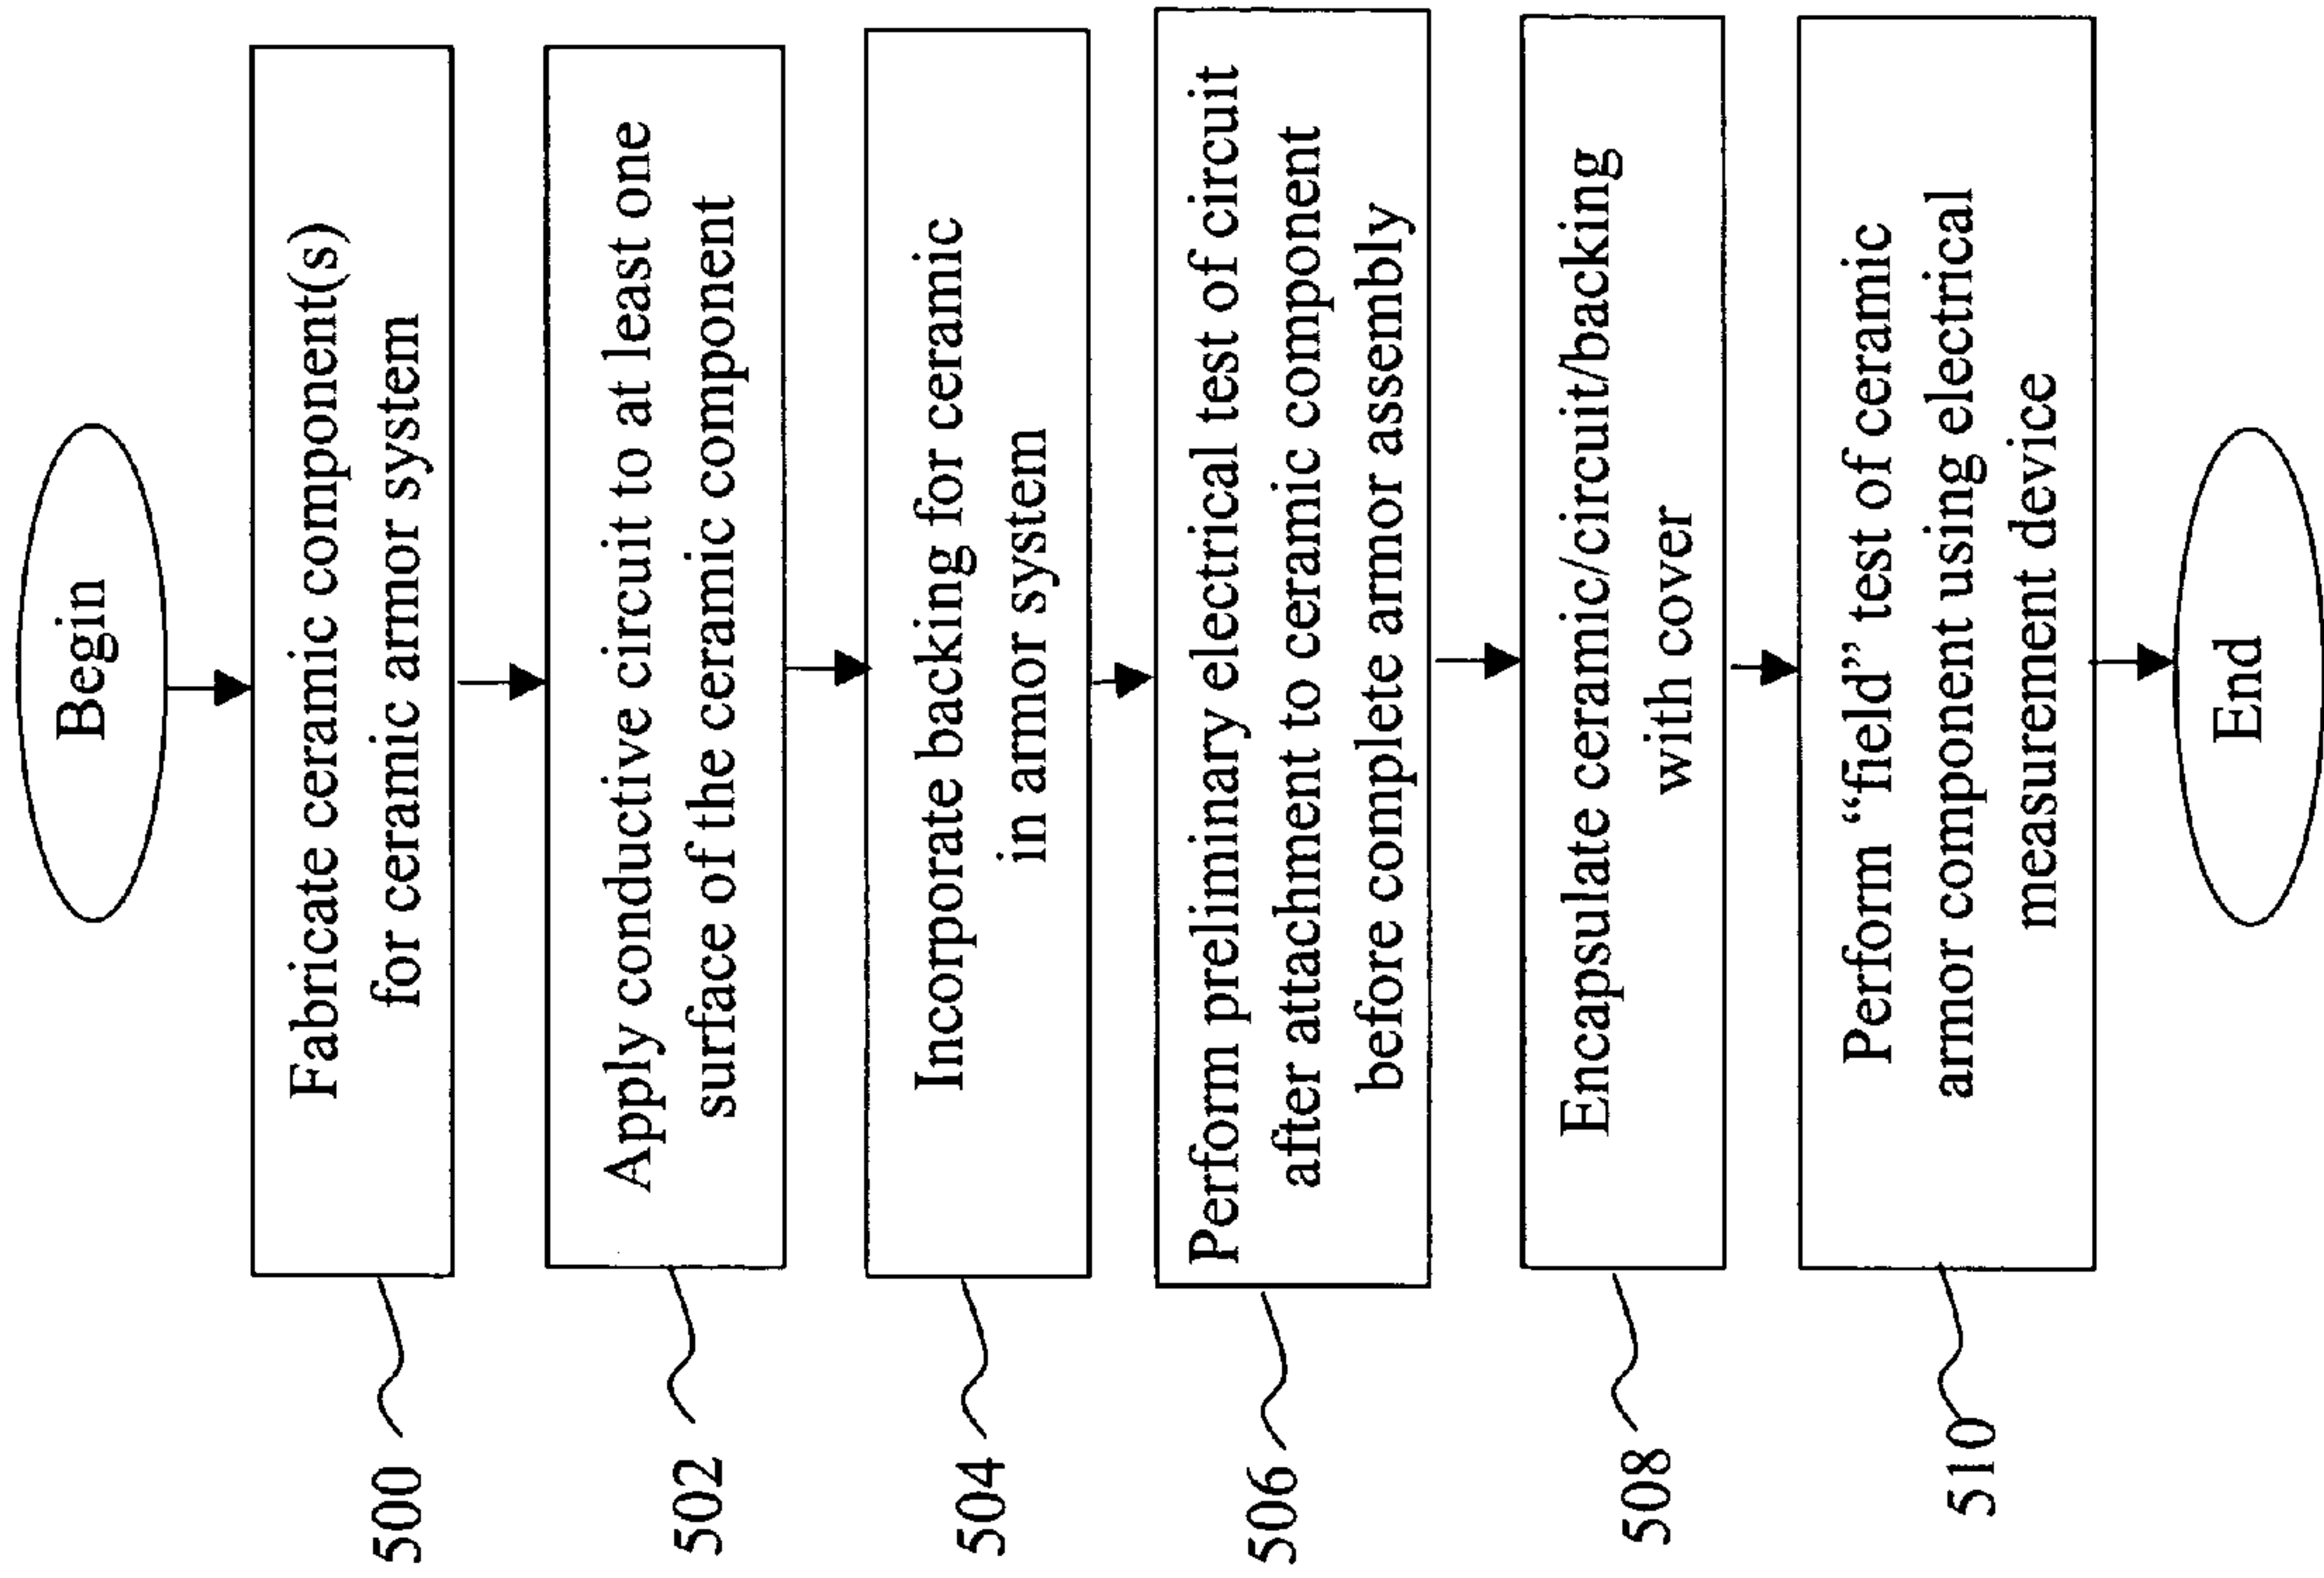 Begin
500
Fabricate ceramic component(s)
for ceramic armor system
502
Apply conductive circuit to at least one
surface of the ceramic component
504
Incorporate backing for ceramic
in armor system
506
Perform preliminary electrical test of circuit
after attachment to ceramic component
before complete armor assembly
508
Encapsulate ceramic/circuit/backing
with cover
510
Perform “field” test of ceramic
armor component using electrical
measurement device
End